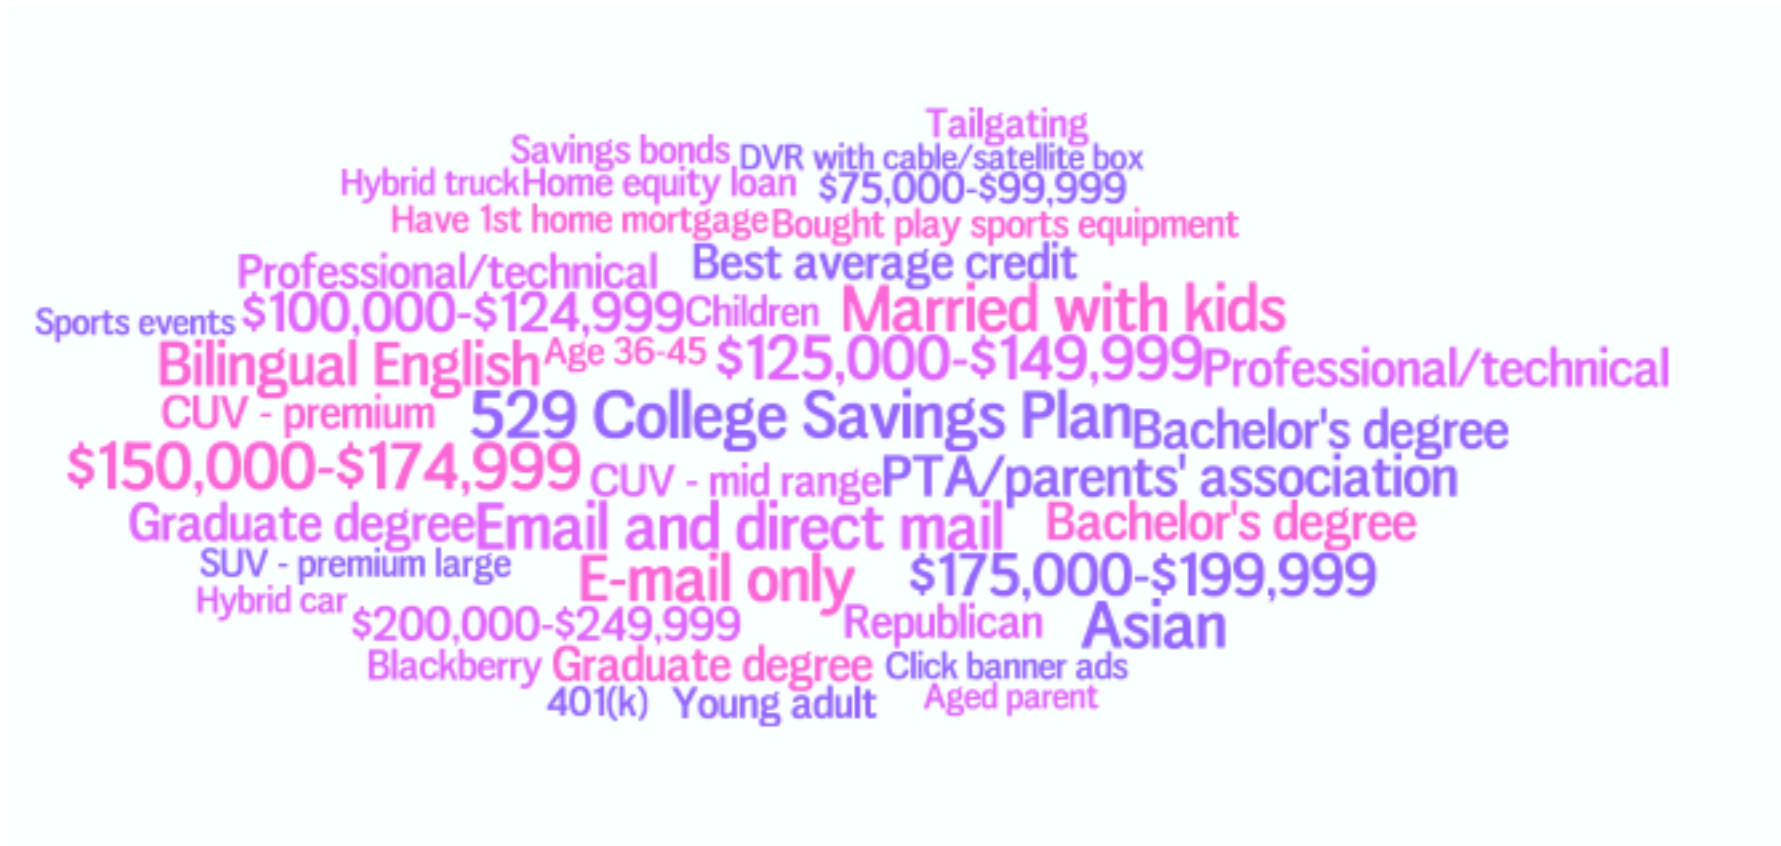 Tailgating
Savings bonds DVR with cable/satellite box
Hybrid truck Home equity loan $75,000-$99,999
Have 1st home mortgage Bought play sports equipment
Professional/technical Best average credit
Sports events $100,000-$124,999 Children Married with kids
Bilingual English Age 36-45 $125,000-$149,999 Professional/technical
CUV - premium 529 College Savings Plan Bachelor's degree
$150,000-$174,999 CUV - mid range PTA/parents' association
Graduate degree Email and direct mail Bachelor's degree
SUV - premium large E-mail only $175,000-$199,999
Hybrid car $200,000-$249,999 Republican Asian
Blackberry Graduate degree Click banner ads
401(k) Young adult Aged parent